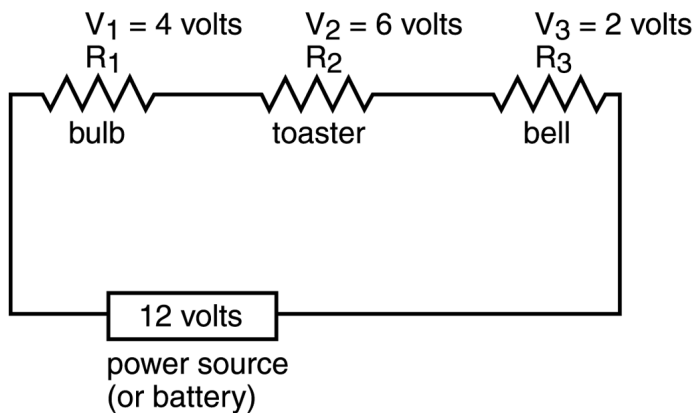 V1 = 4 volts V2 = 6 volts V3 = 2 volts
R1 R2 R3
bulb toaster bell
12 volts
power source
(or battery)